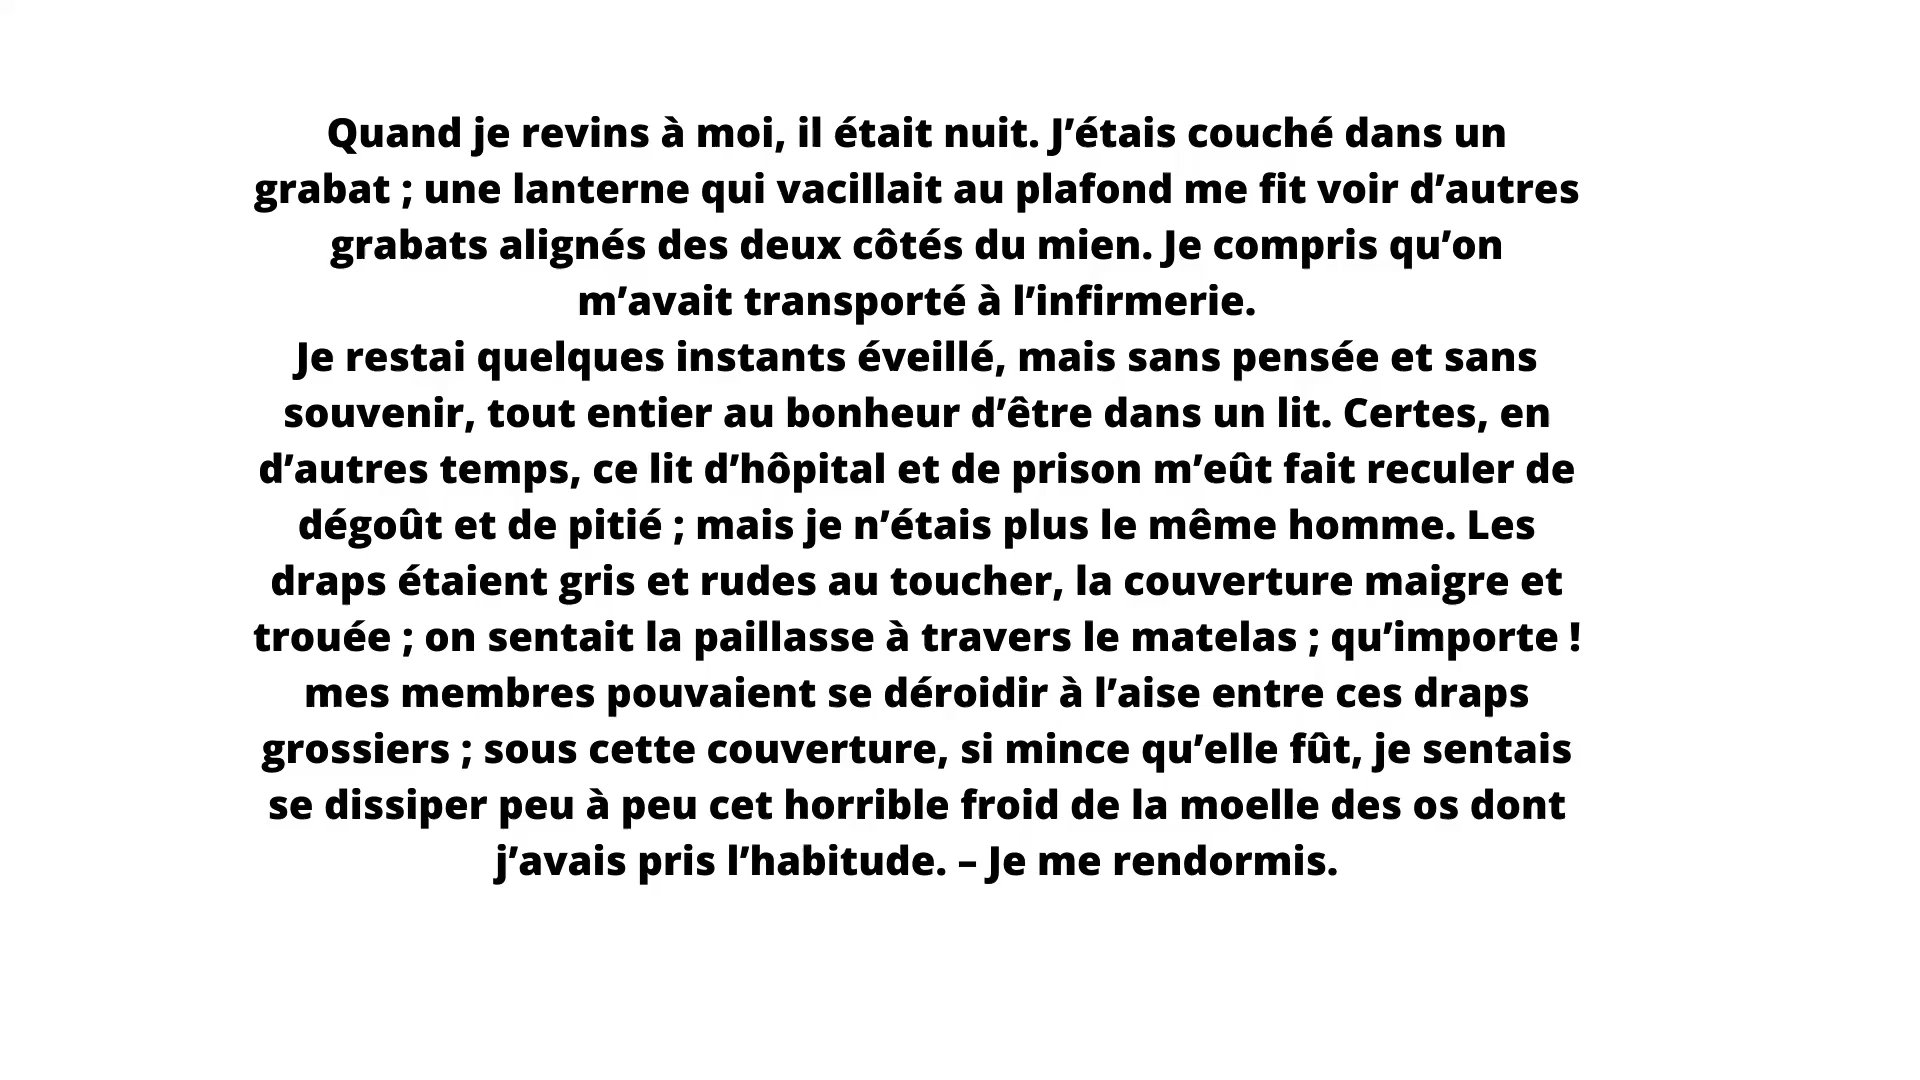 Quand je revins à moi, il était nuit. J’étais couché dans un
grabat ; une lanterne qui vacillait au plafond me fit voir d’autres
grabats alignés des deux côtés du mien. Je compris qu’on
m’avait transporté à l’infirmerie.
Je restai quelques instants éveillé, mais sans pensée et sans
souvenir, tout entier au bonheur d’être dans un lit. Certes, en
d’autres temps, ce lit d’hôpital et de prison m’eût fait reculer de
dégoût et de pitié ; mais je n’étais plus le même homme. Les
draps étaient gris et rudes au toucher, la couverture maigre et
trouée ; on sentait la paillasse à travers le matelas ; qu’importe !
mes membres pouvaient se déroidir à l’aise entre ces draps
grossiers ; sous cette couverture, si mince qu’elle fût, je sentais
se dissiper peu à peu cet horrible froid de la moelle des os dont
j’avais pris l’habitude. – Je me rendormis.